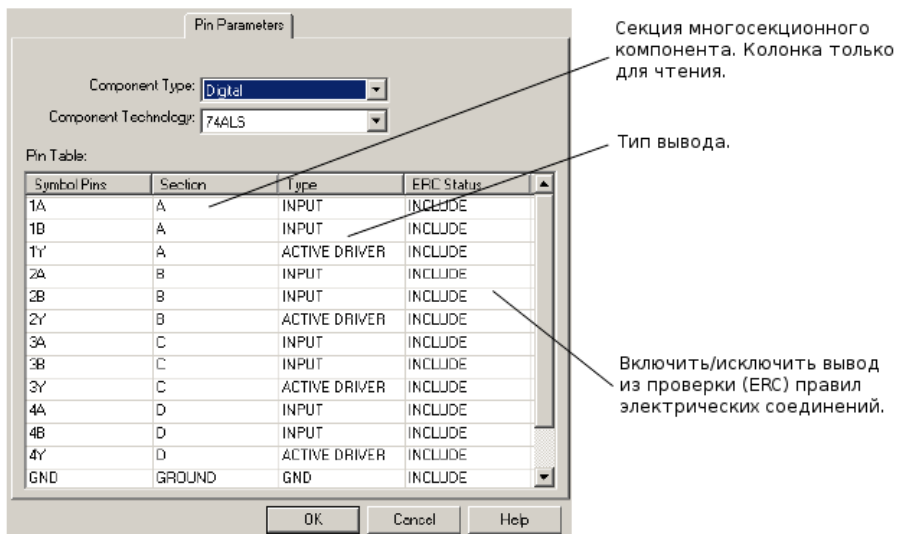 Pin Parameters
Component Type: Digital
Component Technology: 74ALS
Pin Table:
Symbol Pins Section Type ERC Status
1A A INPUT INCLUDE
1B A INPUT INCLUDE
1Y A ACTIVE DRIVER INCLUDE
2A B INPUT INCLUDE
2B B INPUT INCLUDE
2Y B ACTIVE DRIVER INCLUDE
3A C INPUT INCLUDE
3B C INPUT INCLUDE
3Y C ACTIVE DRIVER INCLUDE
4A D INPUT INCLUDE
4B D INPUT INCLUDE
4Y D ACTIVE DRIVER INCLUDE
GND GROUND GND INCLUDE
OK Cancel Help
Секция многосекционного
компонента. Колонка только
для чтения.
Тип вывода.
Включить/исключить вывод
из проверки (ERC) правил
электрических соединений.